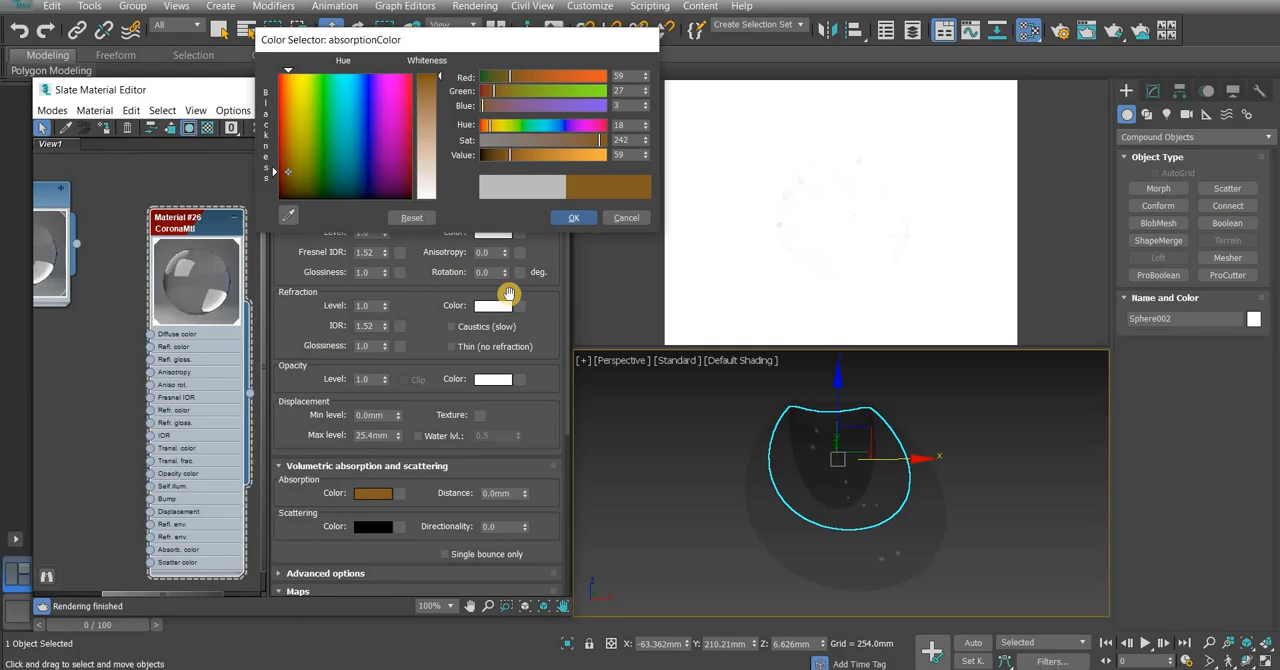 Edit Tools Group Views Create Modifiers Animation Graph Editors Rendering Civil View Customize Scripting Content Help
All View Create Selection Set
Modeling Freeform Selection
Polygon Modeling
Color Selector: absorptionColor
Hue Whiteness
Blackness
Red: 59
Green: 27
Blue: 3
Hue: 18
Sat: 242
Value: 59
Reset OK Cancel
Slate Material Editor
Modes Material Edit Select View Options
View1
Material #26
CoronaMtl
Diffuse color
Refl. color
Refl. gloss.
Anisotropy
Aniso rot.
Fresnel IOR
Refr. color
Refr. gloss.
IOR
Transl. color
Transl. frac.
Opacity color
Self illum.
Bump
Displacement
Refl. env.
Refr. env.
Absorb. color
Scatter color
Level: 1.0 Color:
Fresnel IOR: 1.52 Anisotropy: 0.0
Glossiness: 1.0 Rotation: 0.0 deg.
Refraction
Level: 1.0 Color:
IOR: 1.52 Caustics (slow)
Glossiness: 1.0 Thin (no refraction)
Opacity
Level: 1.0 Clip Color:
Displacement
Min level: 0.0mm Texture:
Max level: 25.4mm Water lvl.: 0.5
Volumetric absorption and scattering
Absorption
Color: Distance: 0.0mm
Scattering
Color: Directionality: 0.0
Single bounce only
Advanced options
Maps
Rendering finished 100%
[+] [Perspective ] [Standard ] [Default Shading ]
z
x
y
z
Compound Objects
Object Type
AutoGrid
Morph Scatter
Conform Connect
BlobMesh Boolean
ShapeMerge Terrain
Loft Mesher
ProBoolean ProCutter
Name and Color
Sphere002
< 0 / 100 >
1 Object Selected X: -63.362mm Y: 210.21mm Z: 6.626mm Grid = 254.0mm Auto Selected
Click and drag to select and move objects Add Time Tag Set K. Filters... 0